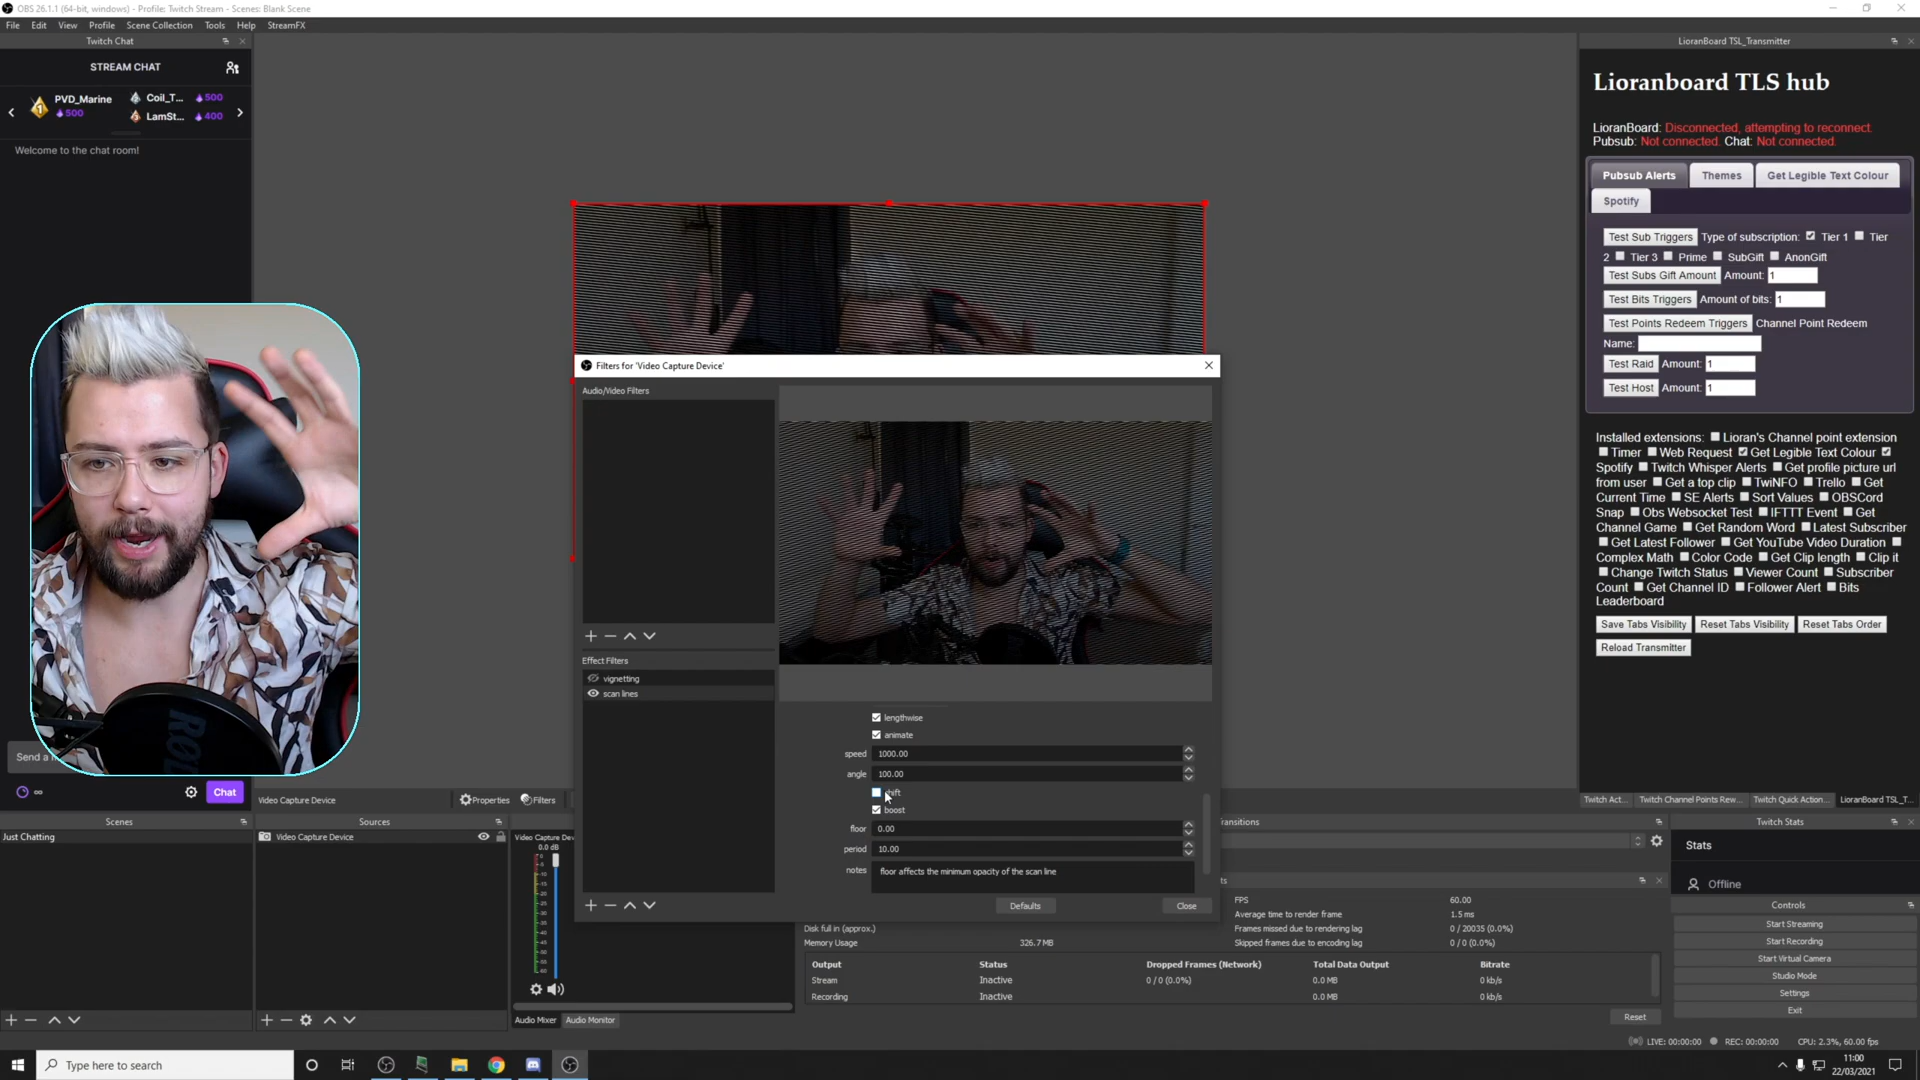 OBS 26.1.1 (64-bit, windows) - Profile: Twitch Stream - Scenes: Blank Scene
File Edit View Profile Scene Collection Tools Help StreamFX
Twitch Chat
STREAM CHAT
PVD_Marine
500
Coil_T... 500
LamSt... 400
Welcome to the chat room!
Chat
LioranBoard TSL_Transmitter
Lioranboard TLS hub
LioranBoard: Disconnected, attempting to reconnect.
Pubsub: Not connected. Chat: Not connected.
Pubsub Alerts Themes Get Legible Text Colour
Spotify
Test Sub Triggers Type of subscription: Tier 1 Tier
2 Tier 3 Prime SubGift AnonGift
Test Subs Gift Amount Amount: 1
Test Bits Triggers Amount of bits: 1
Test Points Redeem Triggers Channel Point Redeem
Name:
Test Raid Amount: 1
Test Host Amount: 1
Installed extensions: Lioran's Channel point extension
Timer Web Request Get Legible Text Colour
Spotify Twitch Whisper Alerts Get profile picture url
from user Get a top clip TwiNFO Trello Get
Current Time SE Alerts Sort Values OBSCord
Snap Obs Websocket Test IFTTT Event Get
Channel Game Get Random Word Latest Subscriber
Get Latest Follower Get YouTube Video Duration
Complex Math Color Code Get Clip length Clip it
Change Twitch Status Viewer Count Subscriber
Count Get Channel ID Follower Alert Bits
Leaderboard
Save Tabs Visibility Reset Tabs Visibility Reset Tabs Order
Reload Transmitter
Filters for 'Video Capture Device'
Audio/Video Filters
Effect Filters
vignetting
scan lines
lengthwise
animate
speed 1000.00
angle 100.00
shift
boost
floor 0.00
period 10.00
notes floor affects the minimum opacity of the scan line
Defaults Close
Video Capture Device Properties Filters
Scenes
Just Chatting
Sources
Video Capture Device
0.0 dB
Audio Mixer Audio Monitor
FPS 60.00
Average time to render frame 1.5 ms
Disk full in (approx.) Frames missed due to rendering lag 0 / 20035 (0.0%)
Memory Usage 326.7 MB Skipped frames due to encoding lag 0 / 0 (0.0%)
Output Status Dropped Frames (Network) Total Data Output Bitrate
Stream Inactive 0 / 0 (0.0%) 0.0 MB 0 kb/s
Recording Inactive 0.0 MB 0 kb/s
Reset
Twitch Act... Twitch Channel Points Rew... Twitch Quick Action... LioranBoard TSL_T...
Twitch Stats
Stats
Offline
Controls
Start Streaming
Start Recording
Start Virtual Camera
Studio Mode
Settings
Exit
LIVE: 00:00:00 REC: 00:00:00 CPU: 2.3%, 60.00 fps
Type here to search
11:00
22/03/2021